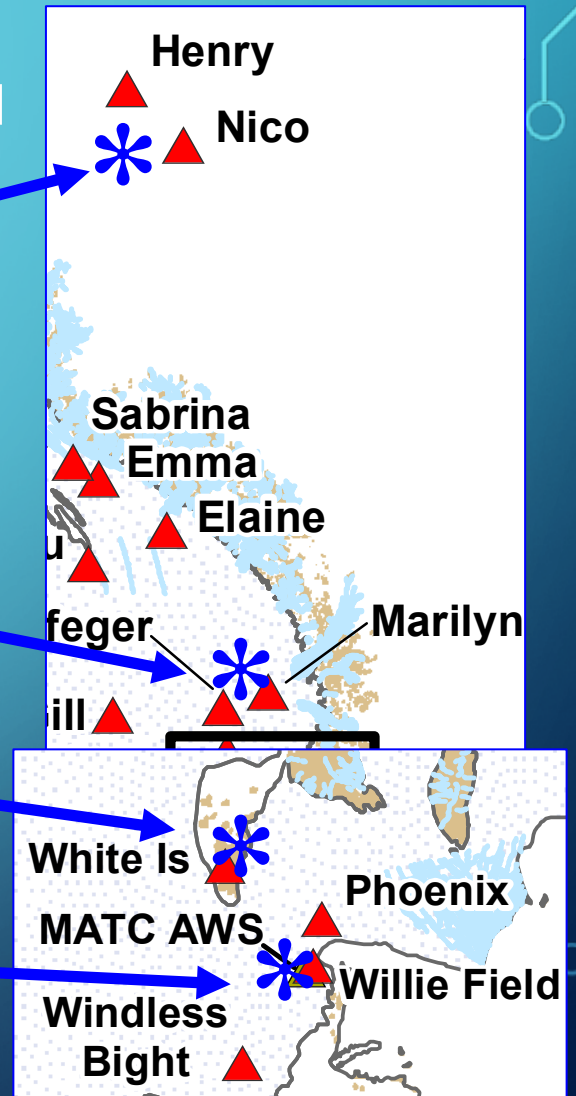 Henry
Nico
Sabrina
Emma
Elaine
u
feger
Marilyn
ill
White Is
Phoenix
MATC AWS
Willie Field
Windless
Bight